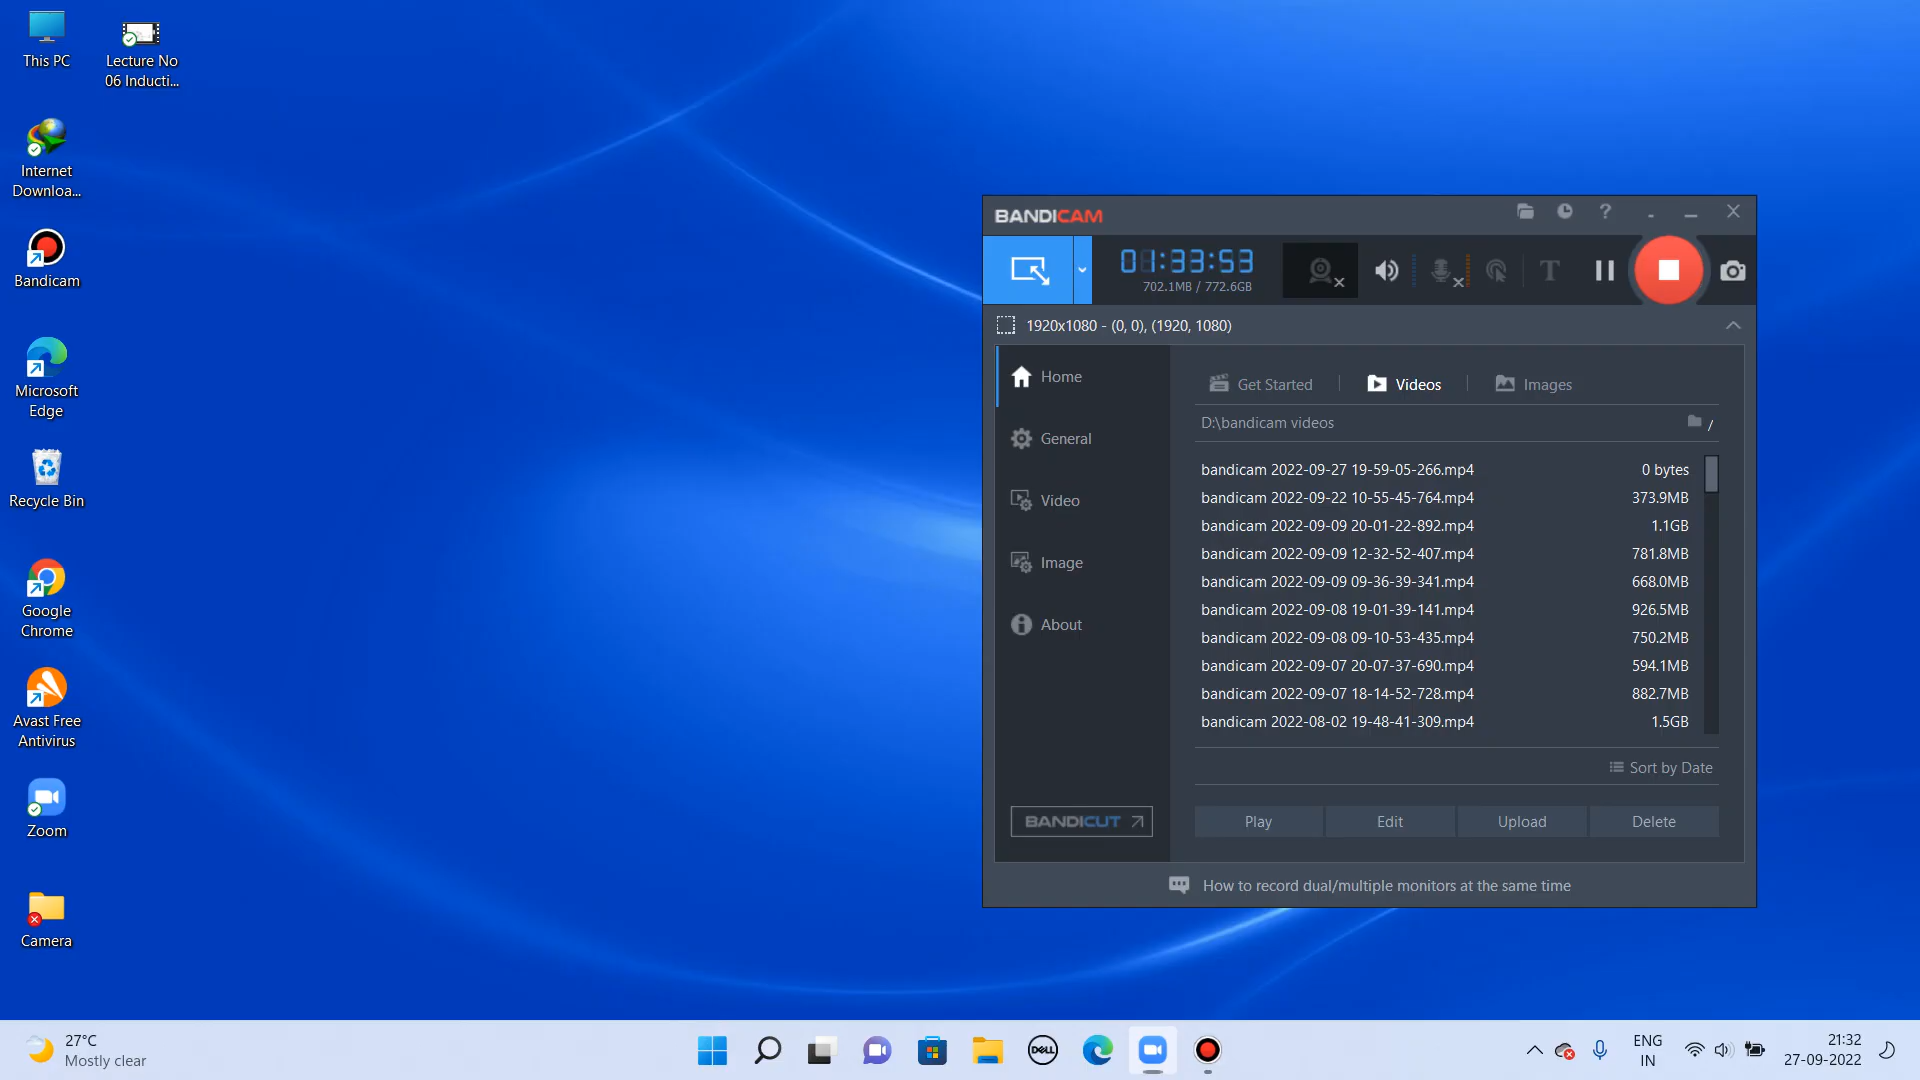 This PC
Lecture No
06 Inducti...
Internet
Downloa...
Bandicam
Microsoft
Edge
Recycle Bin
Google
Chrome
Avast Free
Antivirus
Zoom
Camera
BANDICAM
01:33:53
702.1MB / 772.6GB
1920x1080 - (0, 0), (1920, 1080)
Home
General
Video
Image
About
BANDICUT
Get Started
Videos
Images
D:\bandicam videos
bandicam 2022-09-27 19-59-05-266.mp4 0 bytes
bandicam 2022-09-22 10-55-45-764.mp4 373.9MB
bandicam 2022-09-09 20-01-22-892.mp4 1.1GB
bandicam 2022-09-09 12-32-52-407.mp4 781.8MB
bandicam 2022-09-09 09-36-39-341.mp4 668.0MB
bandicam 2022-09-08 19-01-39-141.mp4 926.5MB
bandicam 2022-09-08 09-10-53-435.mp4 750.2MB
bandicam 2022-09-07 20-07-37-690.mp4 594.1MB
bandicam 2022-09-07 18-14-52-728.mp4 882.7MB
bandicam 2022-08-02 19-48-41-309.mp4 1.5GB
Sort by Date
Play Edit Upload Delete
How to record dual/multiple monitors at the same time
27°C
Mostly clear
DELL
ENG
IN
21:32
27-09-2022